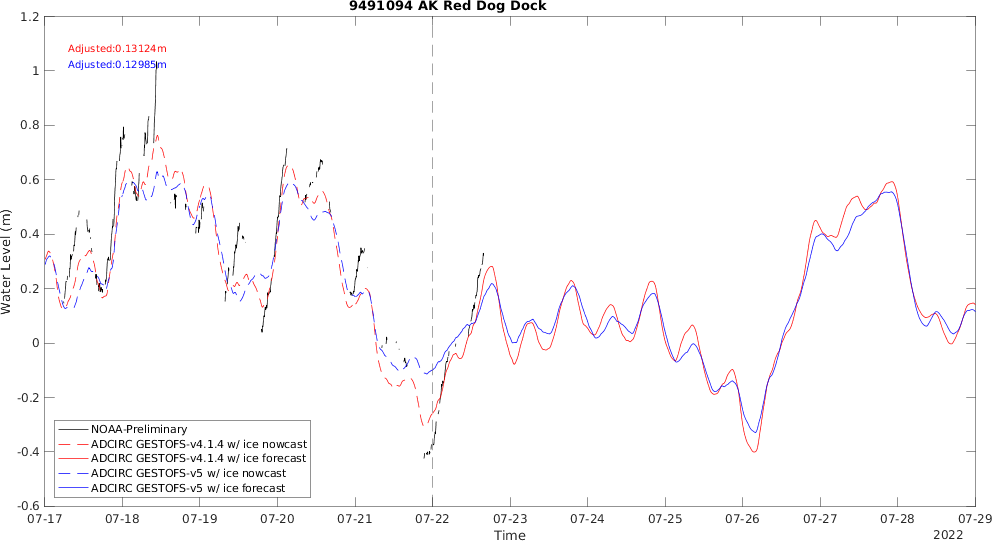 9491094 AK Red Dog Dock
1.2
1
0.8
0.6
0.4
0.2
0
-0.2
-0.4
-0.6
Water Level (m)
Adjusted:0.13124m
Adjusted:0.12985m
NOAA-Preliminary
ADCIRC GESTOFS-v4.1.4 w/ ice nowcast
ADCIRC GESTOFS-v4.1.4 w/ ice forecast
ADCIRC GESTOFS-v5 w/ ice nowcast
ADCIRC GESTOFS-v5 w/ ice forecast
07-17 07-18 07-19 07-20 07-21 07-22 07-23 07-24 07-25 07-26 07-27 07-28 07-29
Time
2022